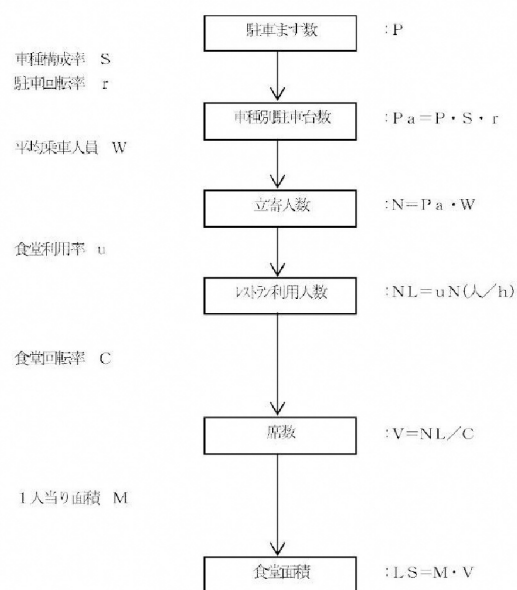 駐車ます数 :P
車種構成率 S
駐車回転率 r
車種別駐車台数 :Pa=P・S・r
平均乗車人員 W
立寄人数 :N=Pa・W
食堂利用率 u
レストラン利用人数 :NL=uN(人/h)
食堂回転率 C
席数 :V=NL/C
1人当り面積 M
食堂面積 :LS=M・V